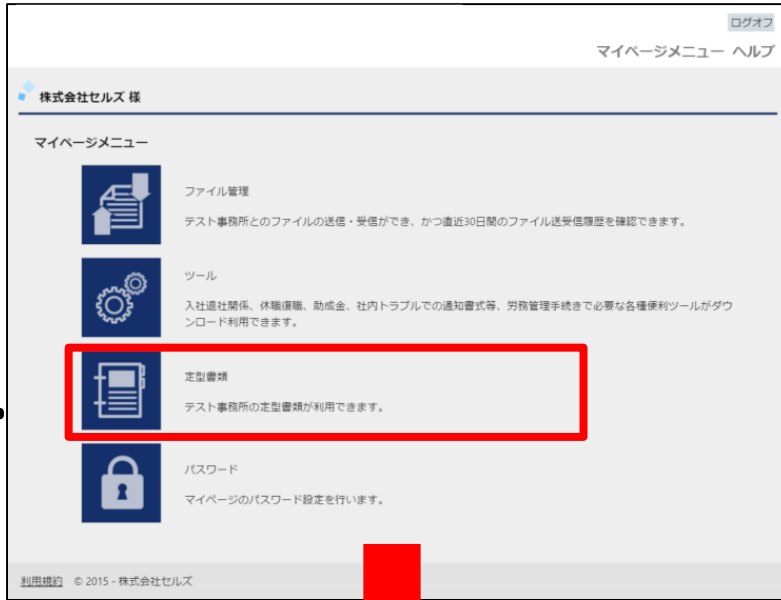 ログオフ
マイページメニュー ヘルプ
株式会社セルズ 様
マイページメニュー
ファイル管理
テスト事務所とのファイルの送信・受信ができ、かつ直近30日間のファイル送受信履歴を確認できます。
ツール
入社退社関係、休職復職、助成金、社内トラブルでの通知書式等、労務管理手続きで必要な各種便利ツールがダウ
ンロード利用できます。
定型書類
テスト事務所の定型書類が利用できます。
パスワード
マイページのパスワード設定を行います。
利用規約 © 2015 - 株式会社セルズ